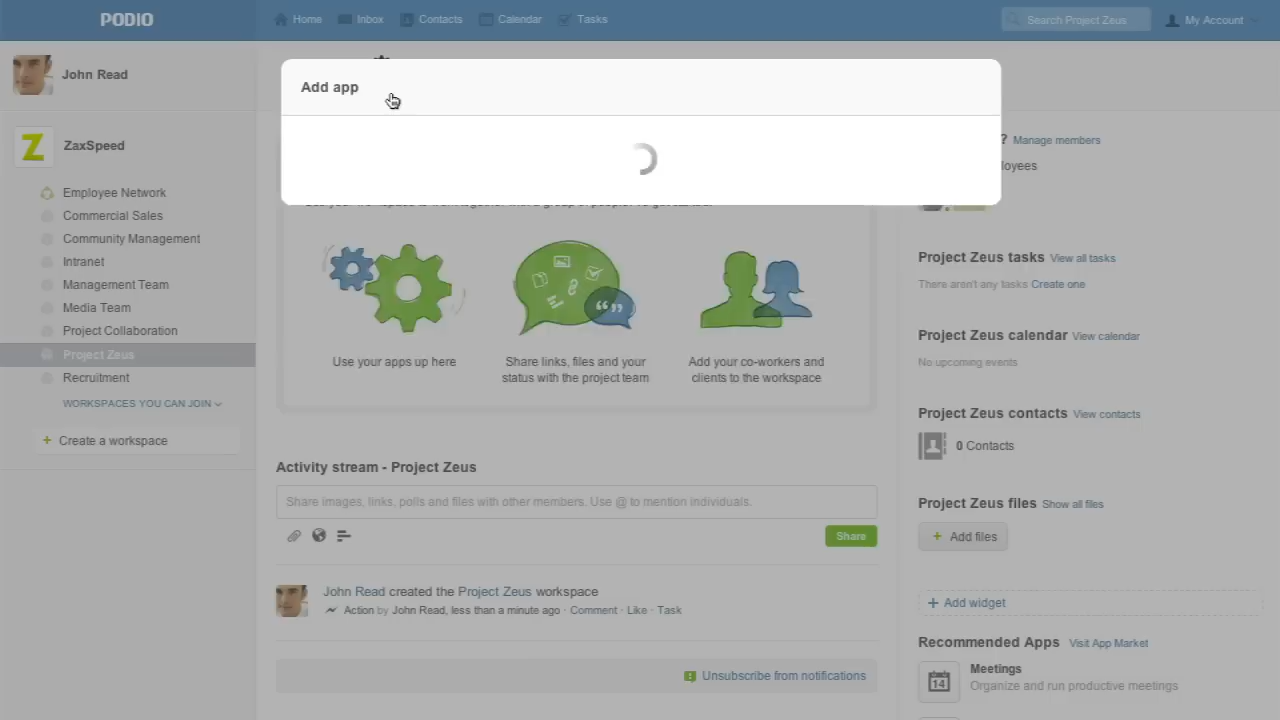 PODIO
Home
Inbox
Contacts
Calendar
Tasks
Search Project Zeus
My Account
John Read
Add app
Z
ZaxSpeed
Employee Network
Commercial Sales
Community Management
Intranet
Management Team
Media Team
Project Collaboration
Project Zeus
Recruitment
WORKSPACES YOU CAN JOIN
+ Create a workspace
Use your apps up here
Share links, files and your
status with the project team
Add your co-workers and
clients to the workspace
Activity stream - Project Zeus
Share images, links, polls and files with other members. Use @ to mention individuals.
Share
John Read created the Project Zeus workspace
Action by John Read, less than a minute ago · Comment · Like · Task
Unsubscribe from notifications
? Manage members
loyees
Project Zeus tasks View all tasks
There aren't any tasks Create one
Project Zeus calendar View calendar
No upcoming events
Project Zeus contacts View contacts
0 Contacts
Project Zeus files Show all files
+ Add files
+ Add widget
Recommended Apps Visit App Market
14
Meetings
Organize and run productive meetings